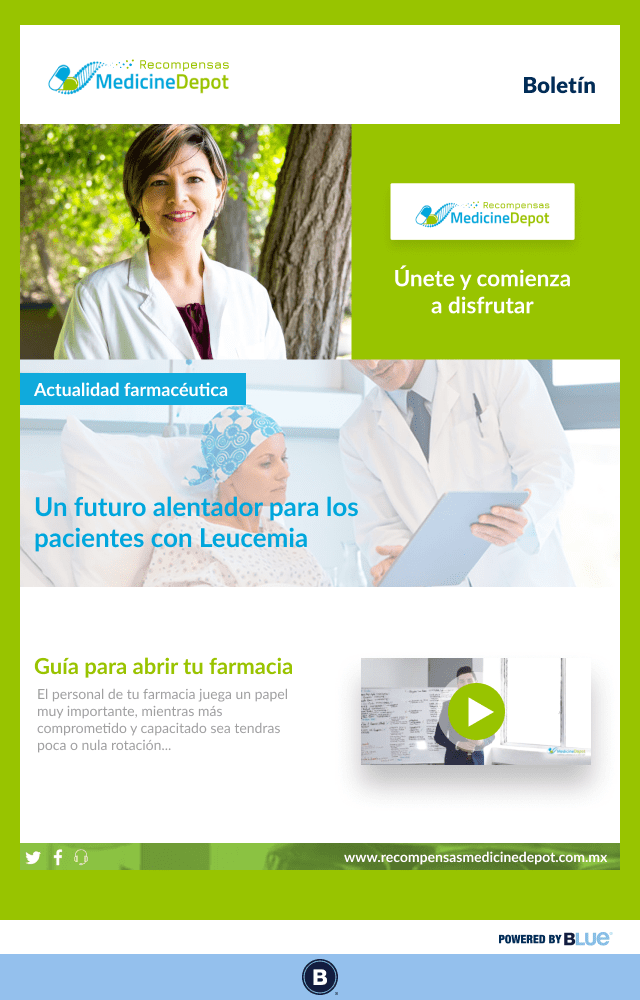 Recompensas
MedicineDepot
Boletín
Recompensas
MedicineDepot
Únete y comienza
a disfrutar
Actualidad farmacéutica
Un futuro alentador para los
pacientes con Leucemia
Guía para abrir tu farmacia
El personal de tu farmacia juega un papel
muy importante, mientras más
comprometido y capacitado sea tendras
poca o nula rotación...
MedicineDepot
www.recompensasmedicinedepot.com.mx
POWERED BY BLUE
B